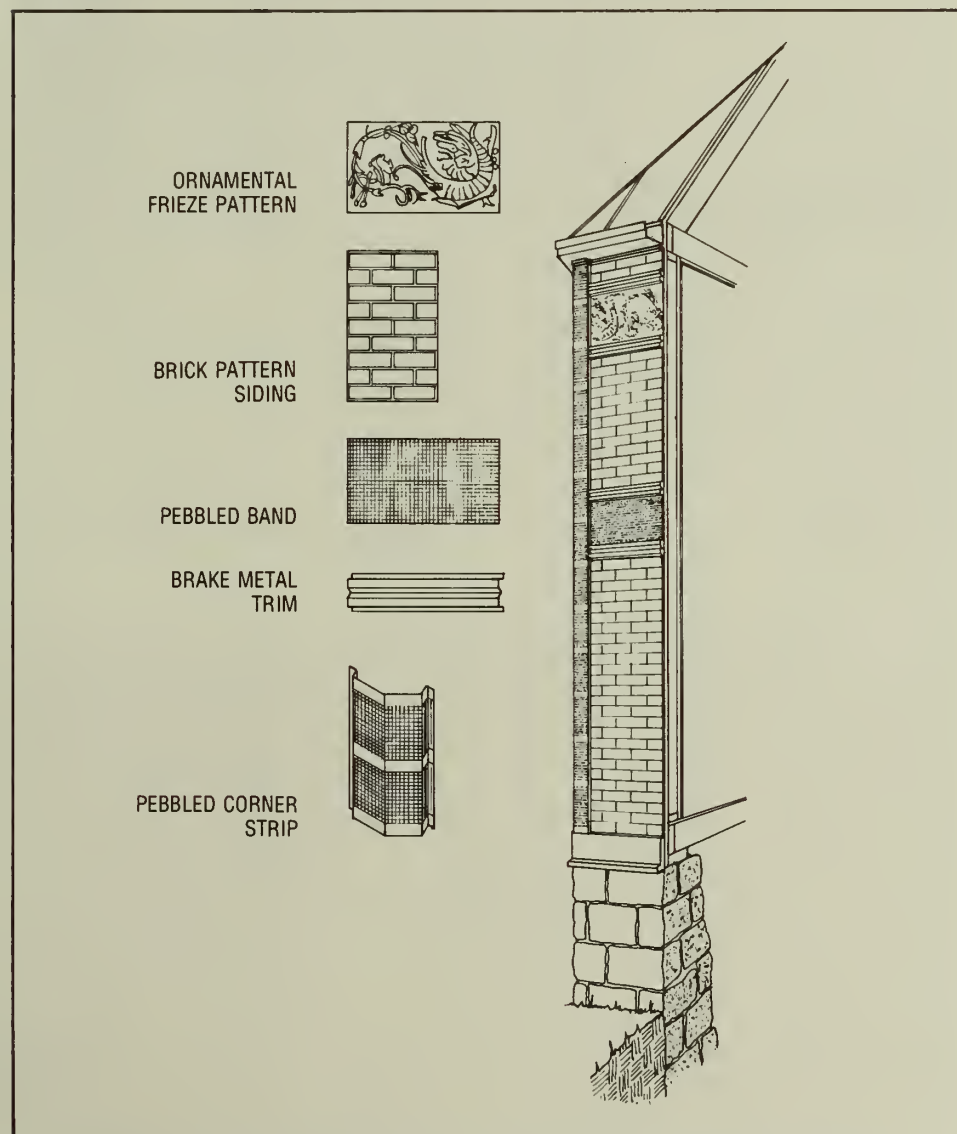 ORNAMENTAL
FRIEZE PATTERN
BRICK PATTERN
SIDING
PEBBLED BAND
BRAKE METAL
TRIM
PEBBLED CORNER
STRIP